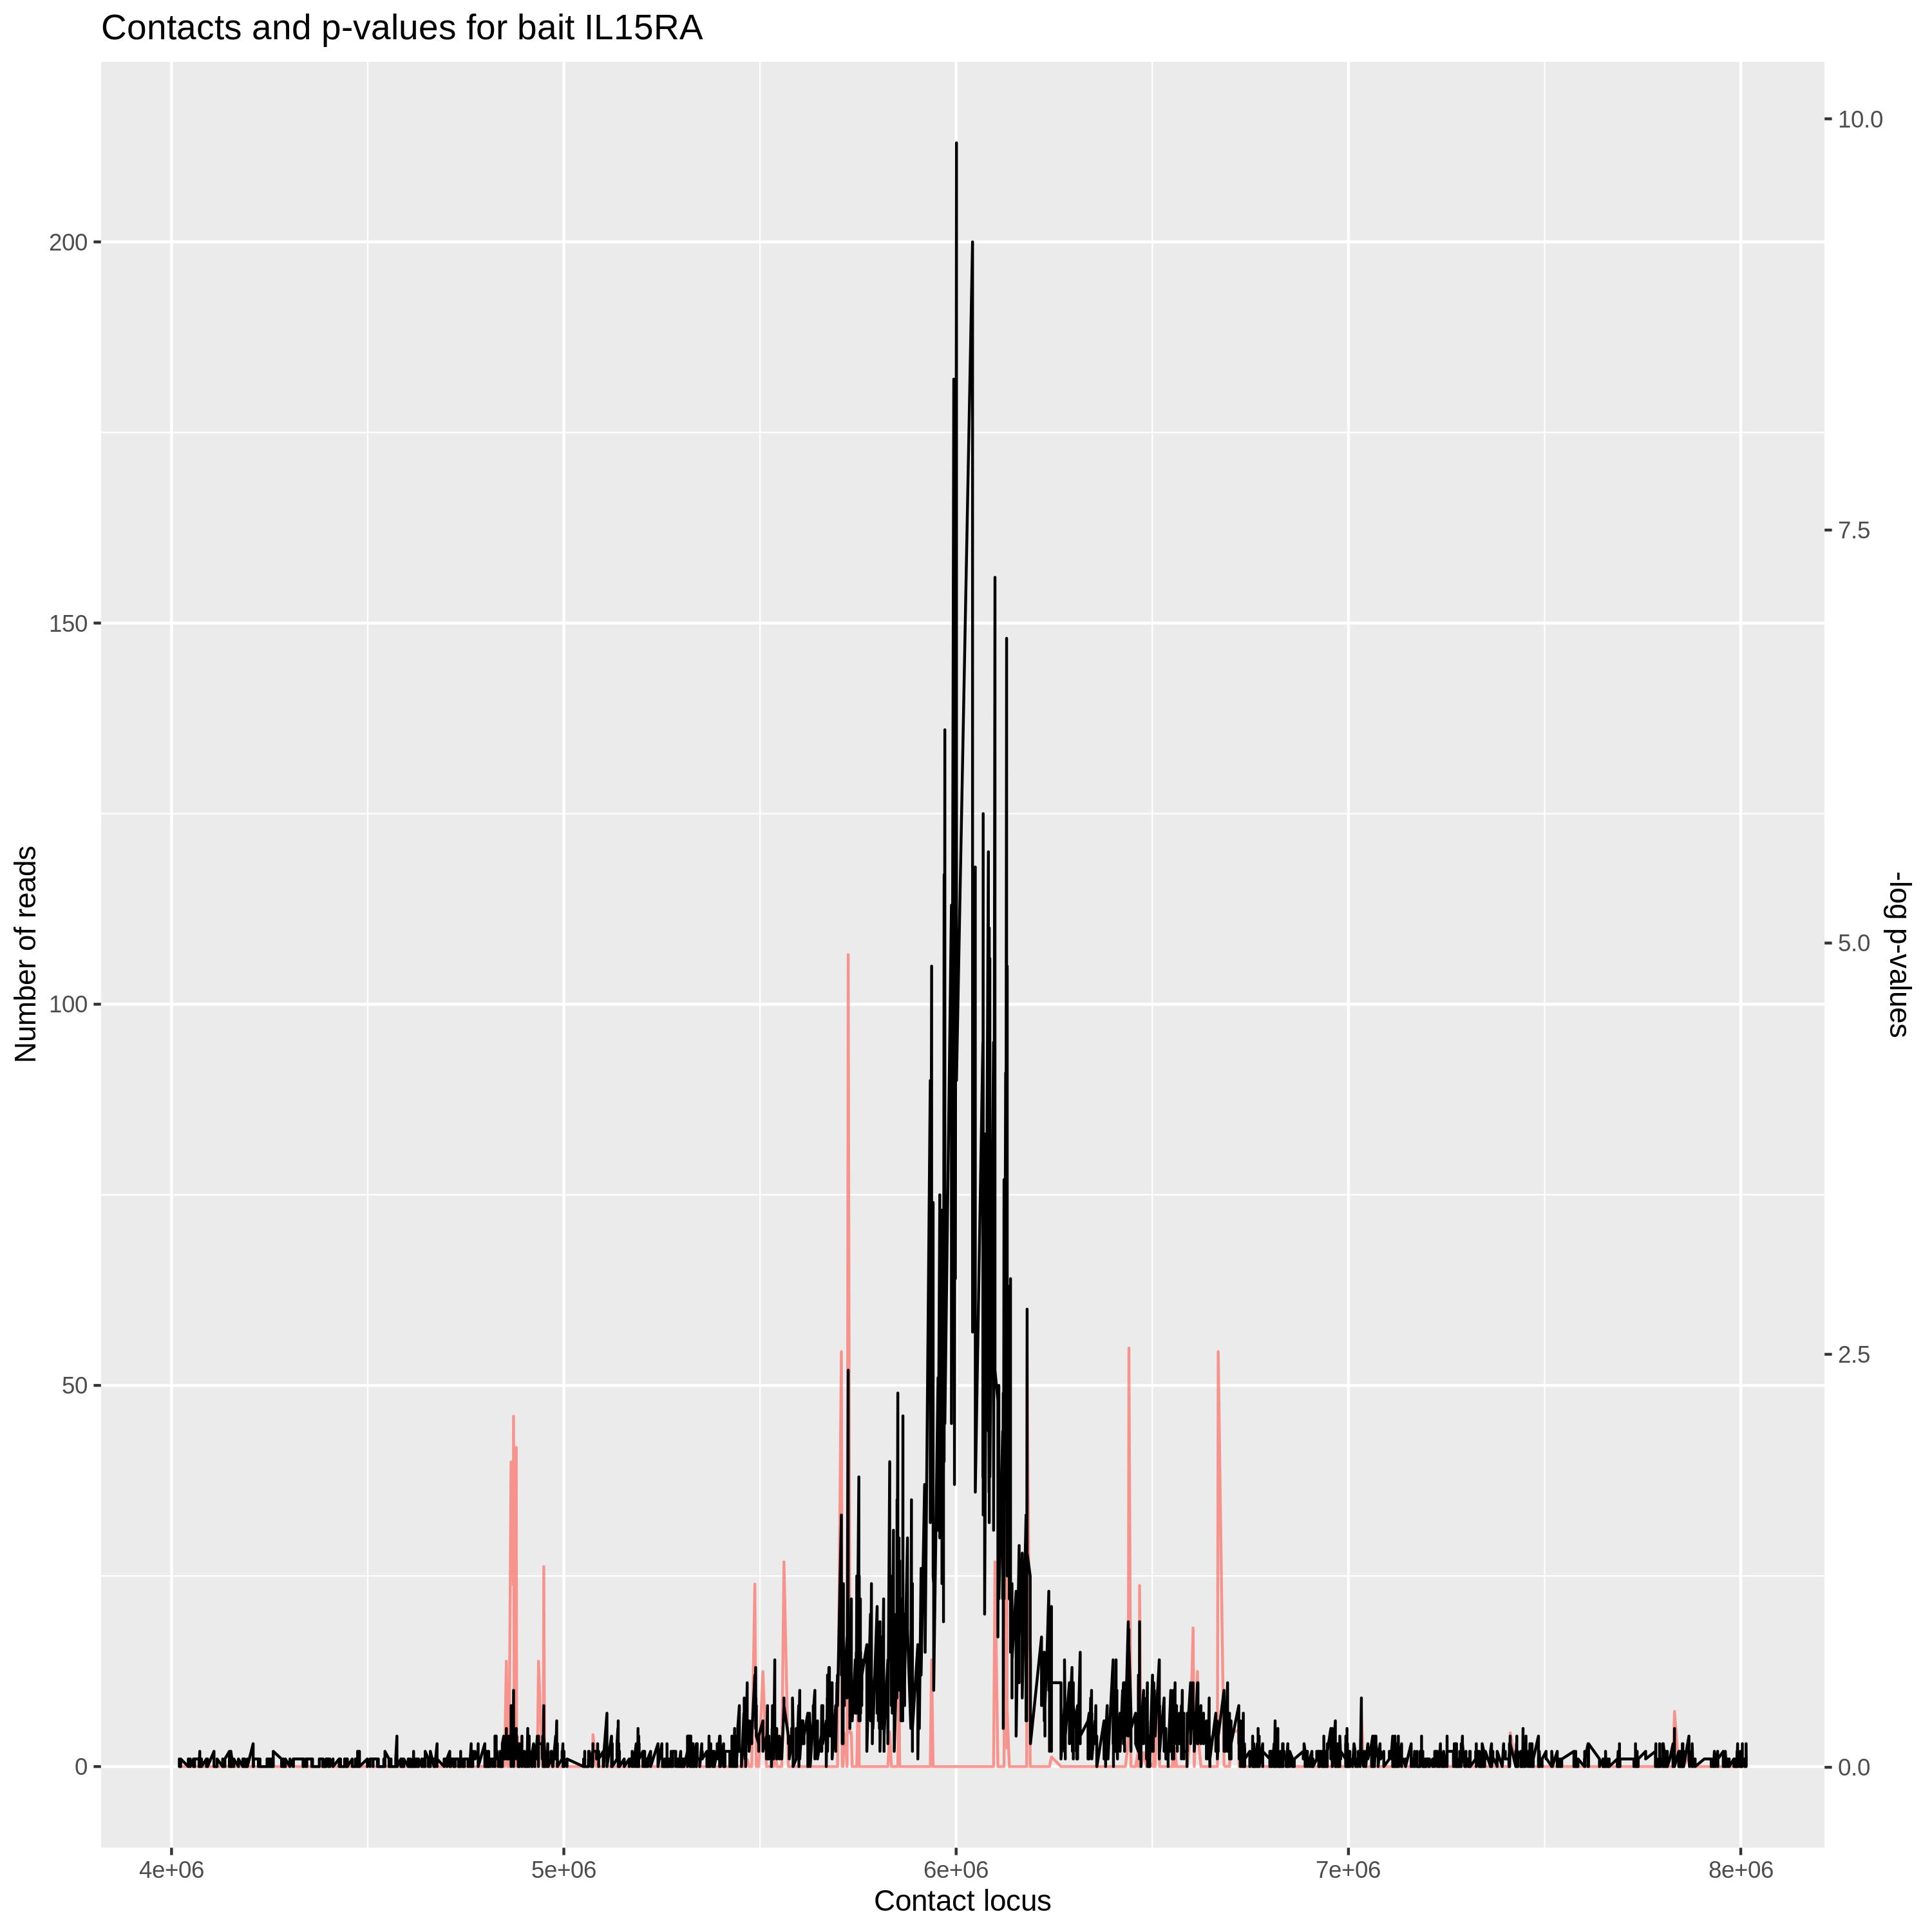 Contacts and p-values for bait IL15RA
Number of reads
200
150
100
50
0
10.0
7.5
5.0
2.5
0.0
-log p-values
4e+06
5e+06
6e+06
7e+06
8e+06
Contact locus